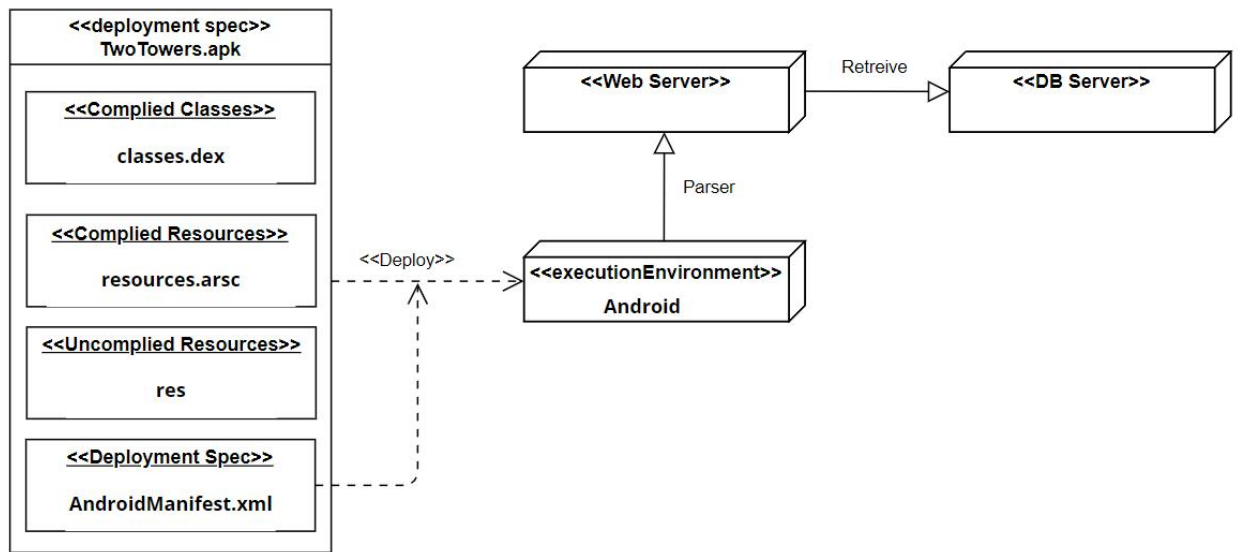 <<deployment spec>>
TwoTowers.apk
<<Complied Classes>>
classes.dex
<<Complied Resources>>
resources.arsc
<<Uncomplied Resources>>
res
<<Deployment Spec>>
AndroidManifest.xml
<<Deploy>>
<<Web Server>>
Retreive
<<DB Server>>
Parser
<<executionEnvironment>>
Android